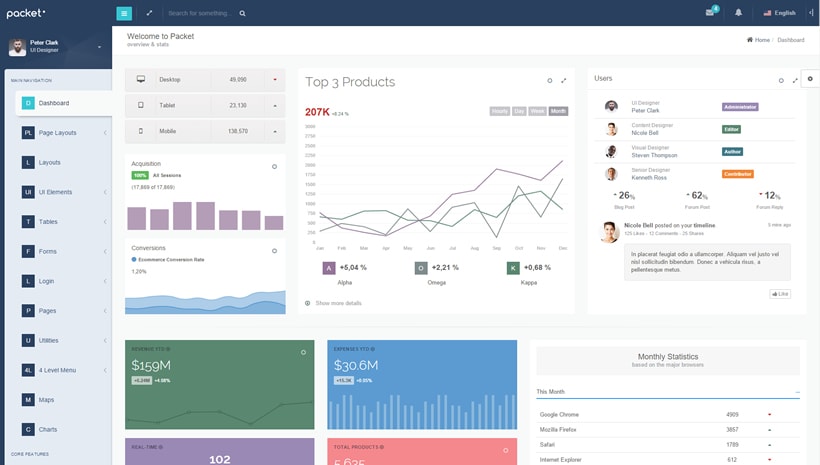 packet
Search for something...
4
English
Peter Clark
UI Designer
MAIN NAVIGATION
D Dashboard
PL Page Layouts
L Layouts
UI UI Elements
T Tables
F Forms
L Login
P Pages
U Utilities
4L 4 Level Menu
M Maps
C Charts
CORE FEATURES
Welcome to Packet
overview & stats
Home / Dashboard
Desktop 49,090
Tablet 23,130
Mobile 138,570
Acquisition
100% All Sessions
(17,869 of 17,869)
Conversions
Ecommerce Conversion Rate
1,20%
Top 3 Products
207K +8,24 %
Hourly Day Week Month
3000
2750
2500
2250
2000
1750
1500
1250
1000
750
500
250
0
Jan Feb Mar Apr May Jun Jul Aug Sep Oct Nov Dec
A +5,04 %
Alpha
O +2,21 %
Omega
K +0,68 %
Kappa
Show more details
Users
UI Designer
Peter Clark
Administrator
Content Designer
Nicole Bell
Editor
Visual Designer
Steven Thompson
Author
Senior Designer
Kenneth Ross
Contributor
26%
Blog Post
62%
Forum Post
12%
Forum Reply
Nicole Bell posted on your timeline
5 mins ago
125 Likes - 12 Comments - 25 Shares
In placerat feugiat odio a ullamcorper. Aliquam vel justo vel
nisl sollicitudin bibendum. Donec a vehicula risus, a
pellentesque metus.
Like
REVENUE YTD
$159M
+4.98%
EXPENSES YTD
$30.6M
+15,3K +0,05%
REAL-TIME
102
TOTAL PRODUCTS
5,635
Monthly Statistics
based on the major browsers
This Month
Google Chrome 4909
Mozilla Firefox 3857
Safari 1789
Internet Explorer 612